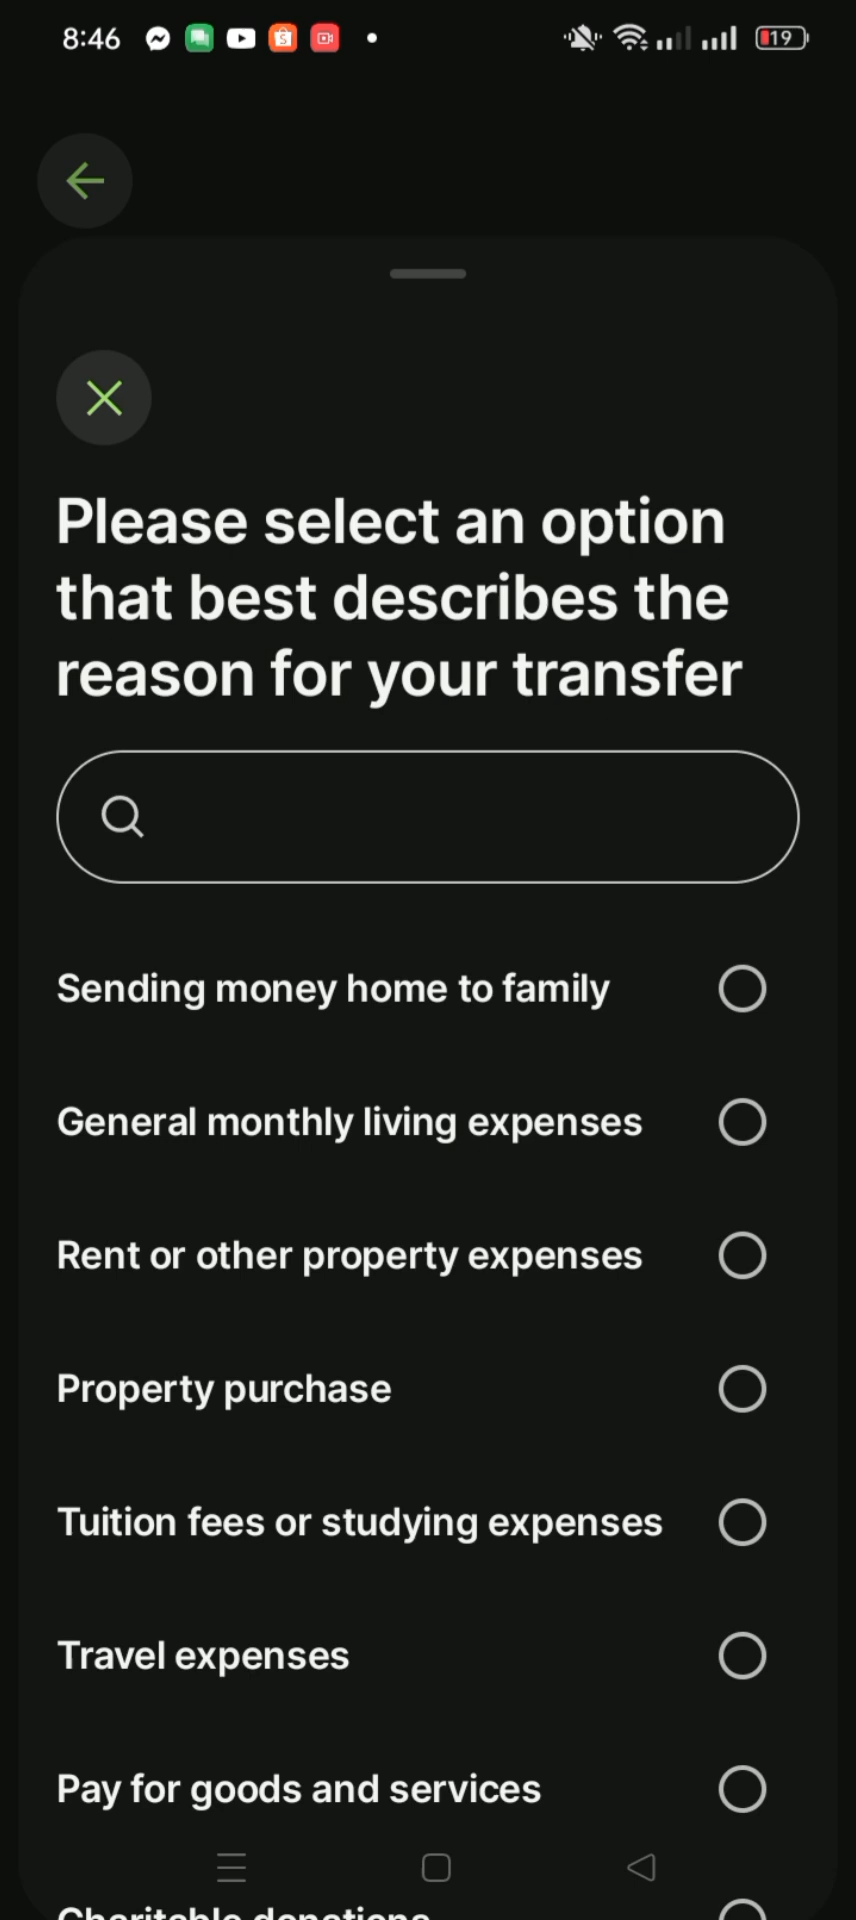 8:46
19
Please select an option
that best describes the
reason for your transfer
Sending money home to family
General monthly living expenses
Rent or other property expenses
Property purchase
Tuition fees or studying expenses
Travel expenses
Pay for goods and services
Charitable donations